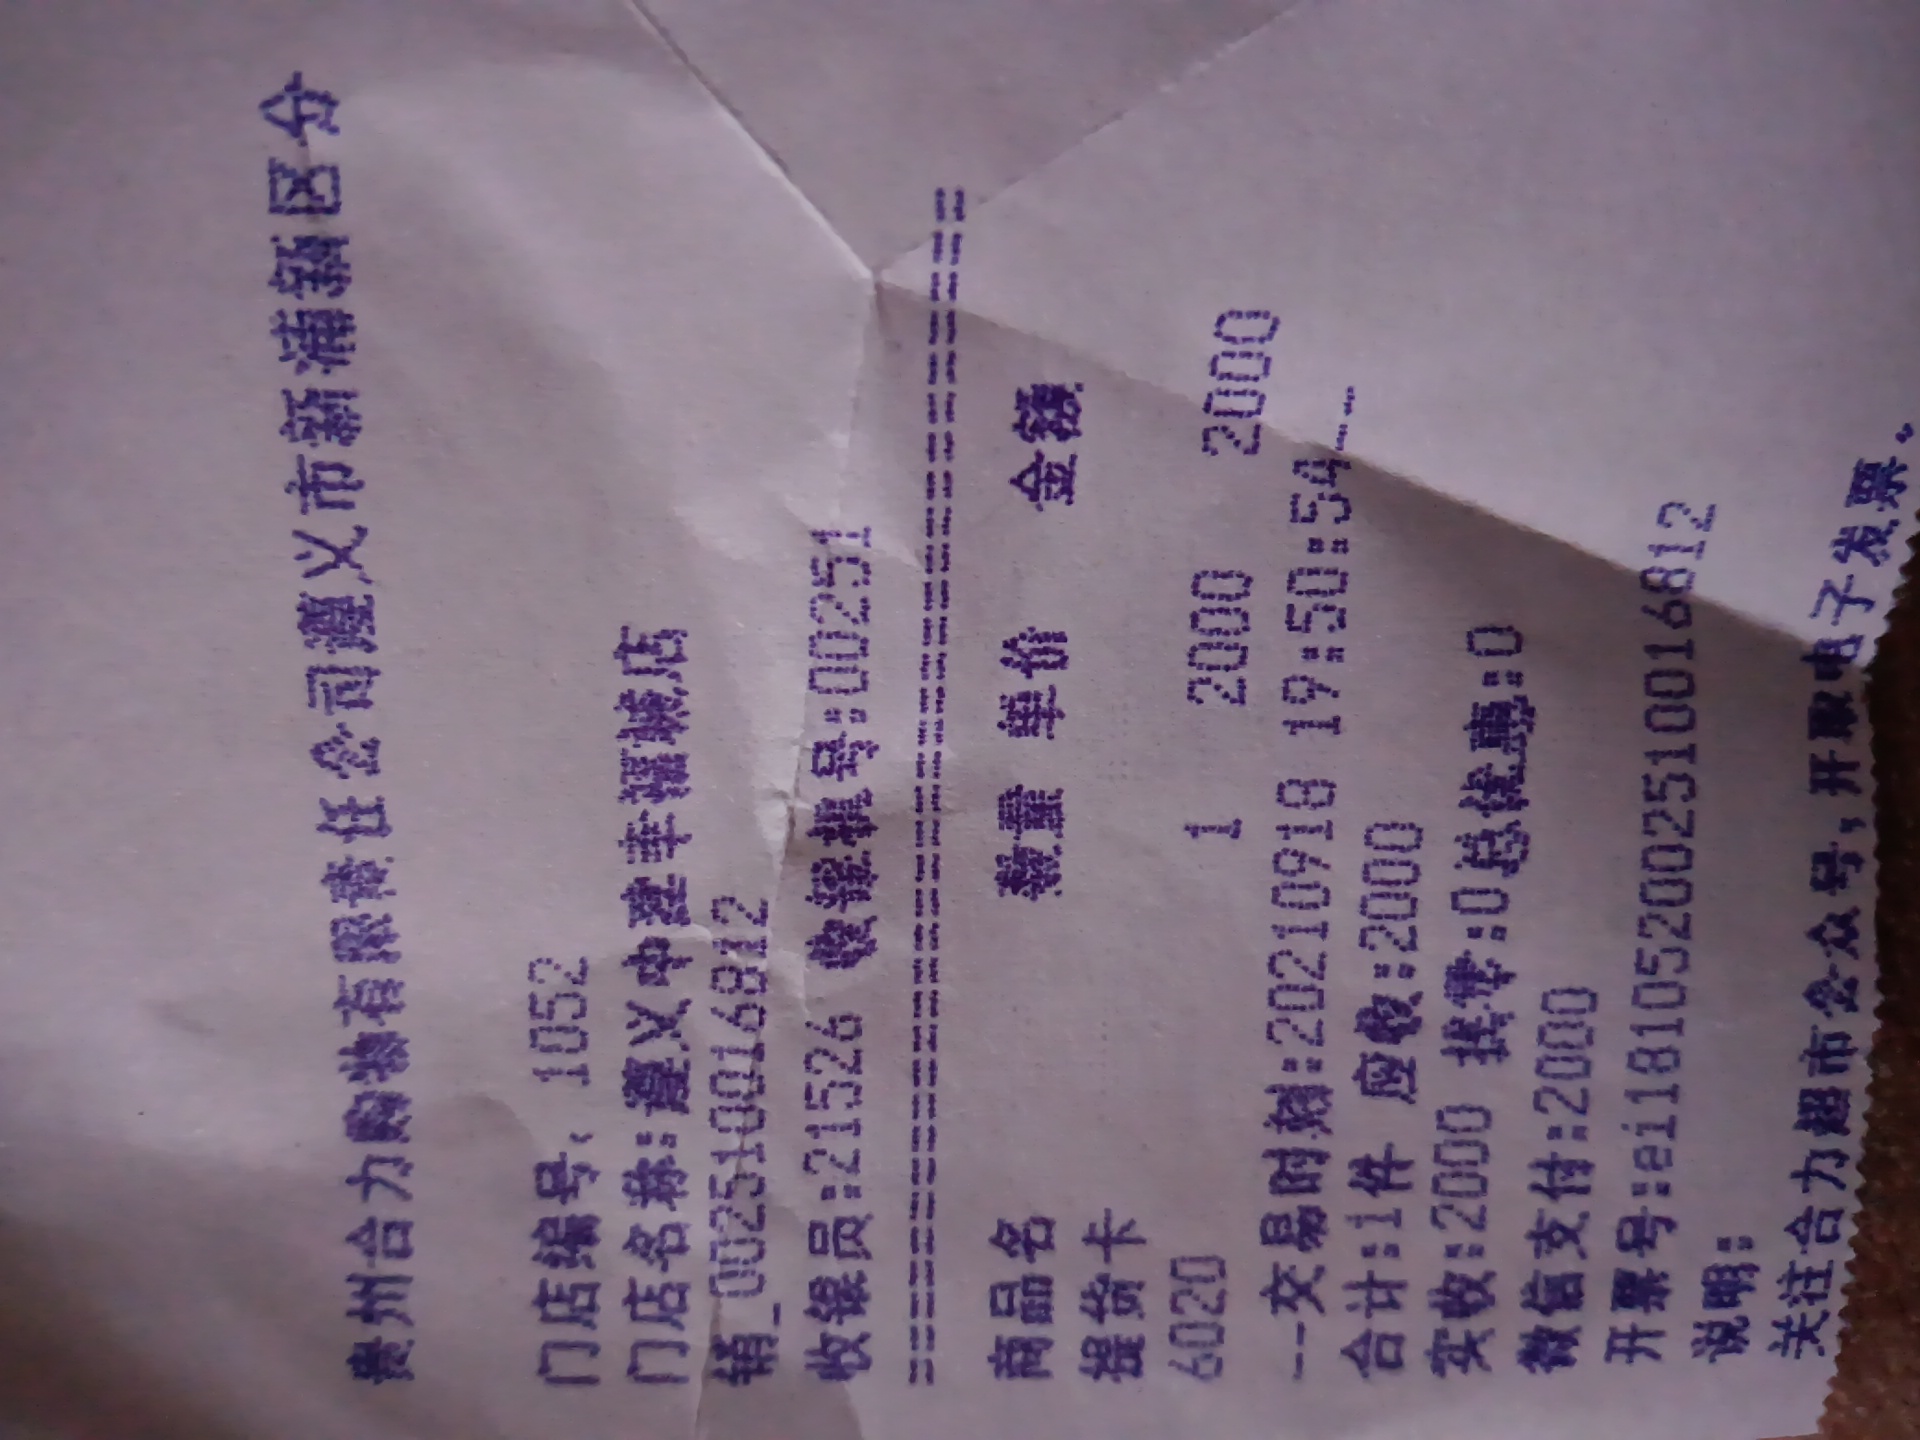 贵州合力购物有限责任公司遵义市新浦新区分
门店编号: 1052
门店名称:遵义中建幸福城店
销_0025100016812
收银员:21526 收银机号:00251
==============================
商品名 数量 单价 金额
提货卡
6020 1 2000 2000
--交易时刻:20210918 19:50:54--
合计:1件 应收:2000
实收:2000 找零:0总优惠:0
微信支付:2000
开票号:ei1810520025100016812
说明:
关注合力超市公众号,开取电子发票。